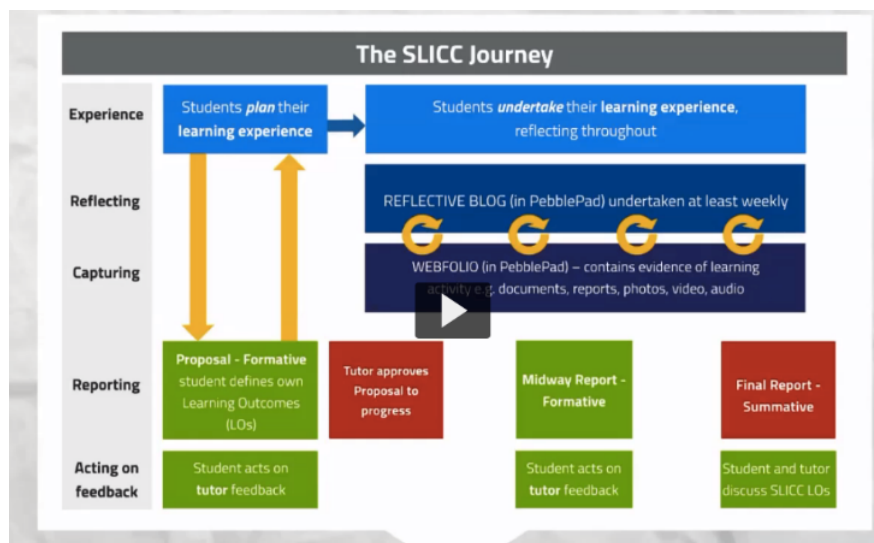 The SLICC Journey
Experience
Students plan their
learning experience
Students undertake their learning experience,
reflecting throughout
Reflecting
REFLECTIVE BLOG (in PebblePad) undertaken at least weekly
Capturing
WEBFOLIO (in PebblePad) – contains evidence of learning
activity e.g. documents, reports, photos, video, audio
Reporting
Proposal - Formative
student defines own
Learning Outcomes
(LOs)
Tutor approves
Proposal to
progress
Midway Report -
Formative
Final Report -
Summative
Acting on
feedback
Student acts on
tutor feedback
Student acts on
tutor feedback
Student and tutor
discuss SLICC LOs